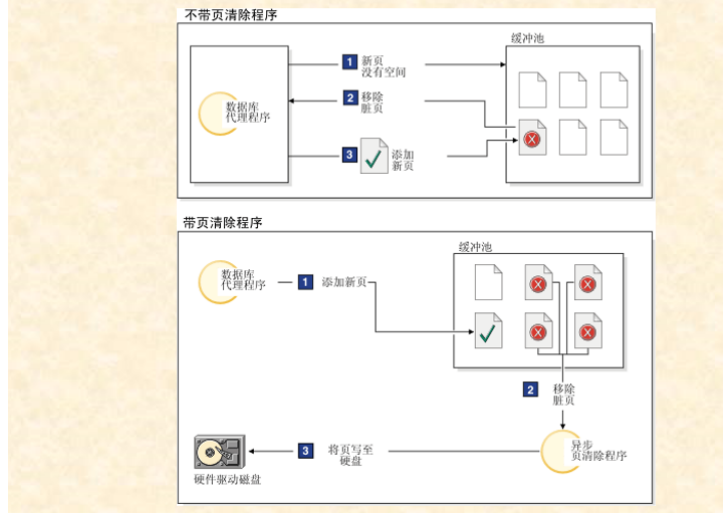 不带页清除程序
缓冲池
1 新页
没有空间
2 移除
脏页
数据库
代理程序
3 添加
新页
带页清除程序
缓冲池
数据库
代理程序
1 添加新页
2 移除
脏页
异步
页清除程序
3 将页写至
硬盘
硬件驱动磁盘